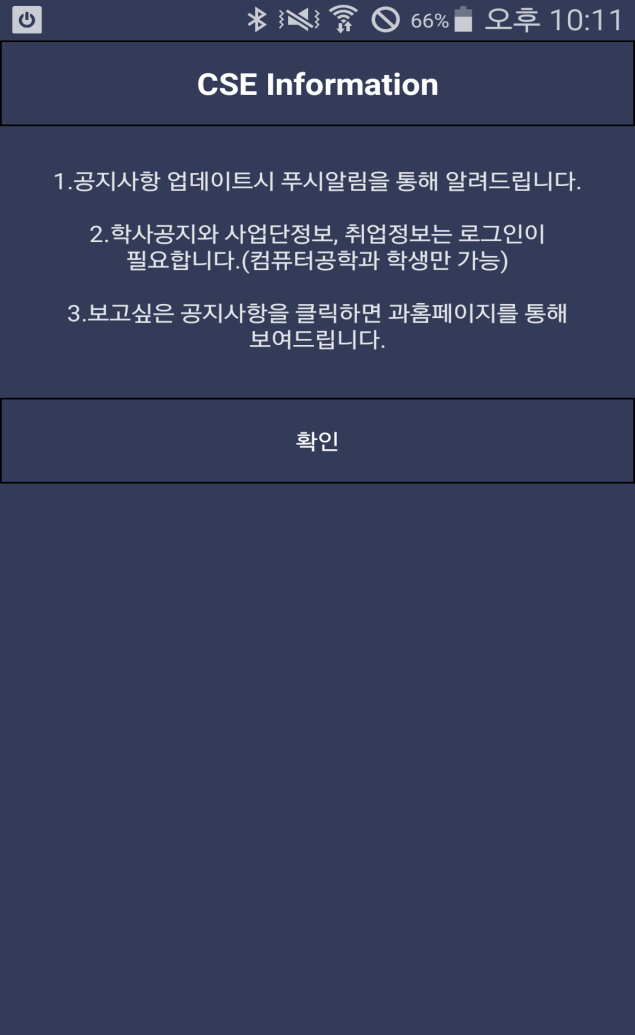 66% 오후 10:11
CSE Information
1.공지사항 업데이트시 푸시알림을 통해 알려드립니다.
2.학사공지와 사업단정보, 취업정보는 로그인이
필요합니다.(컴퓨터공학과 학생만 가능)
3.보고싶은 공지사항을 클릭하면 과홈페이지를 통해
보여드립니다.
확인